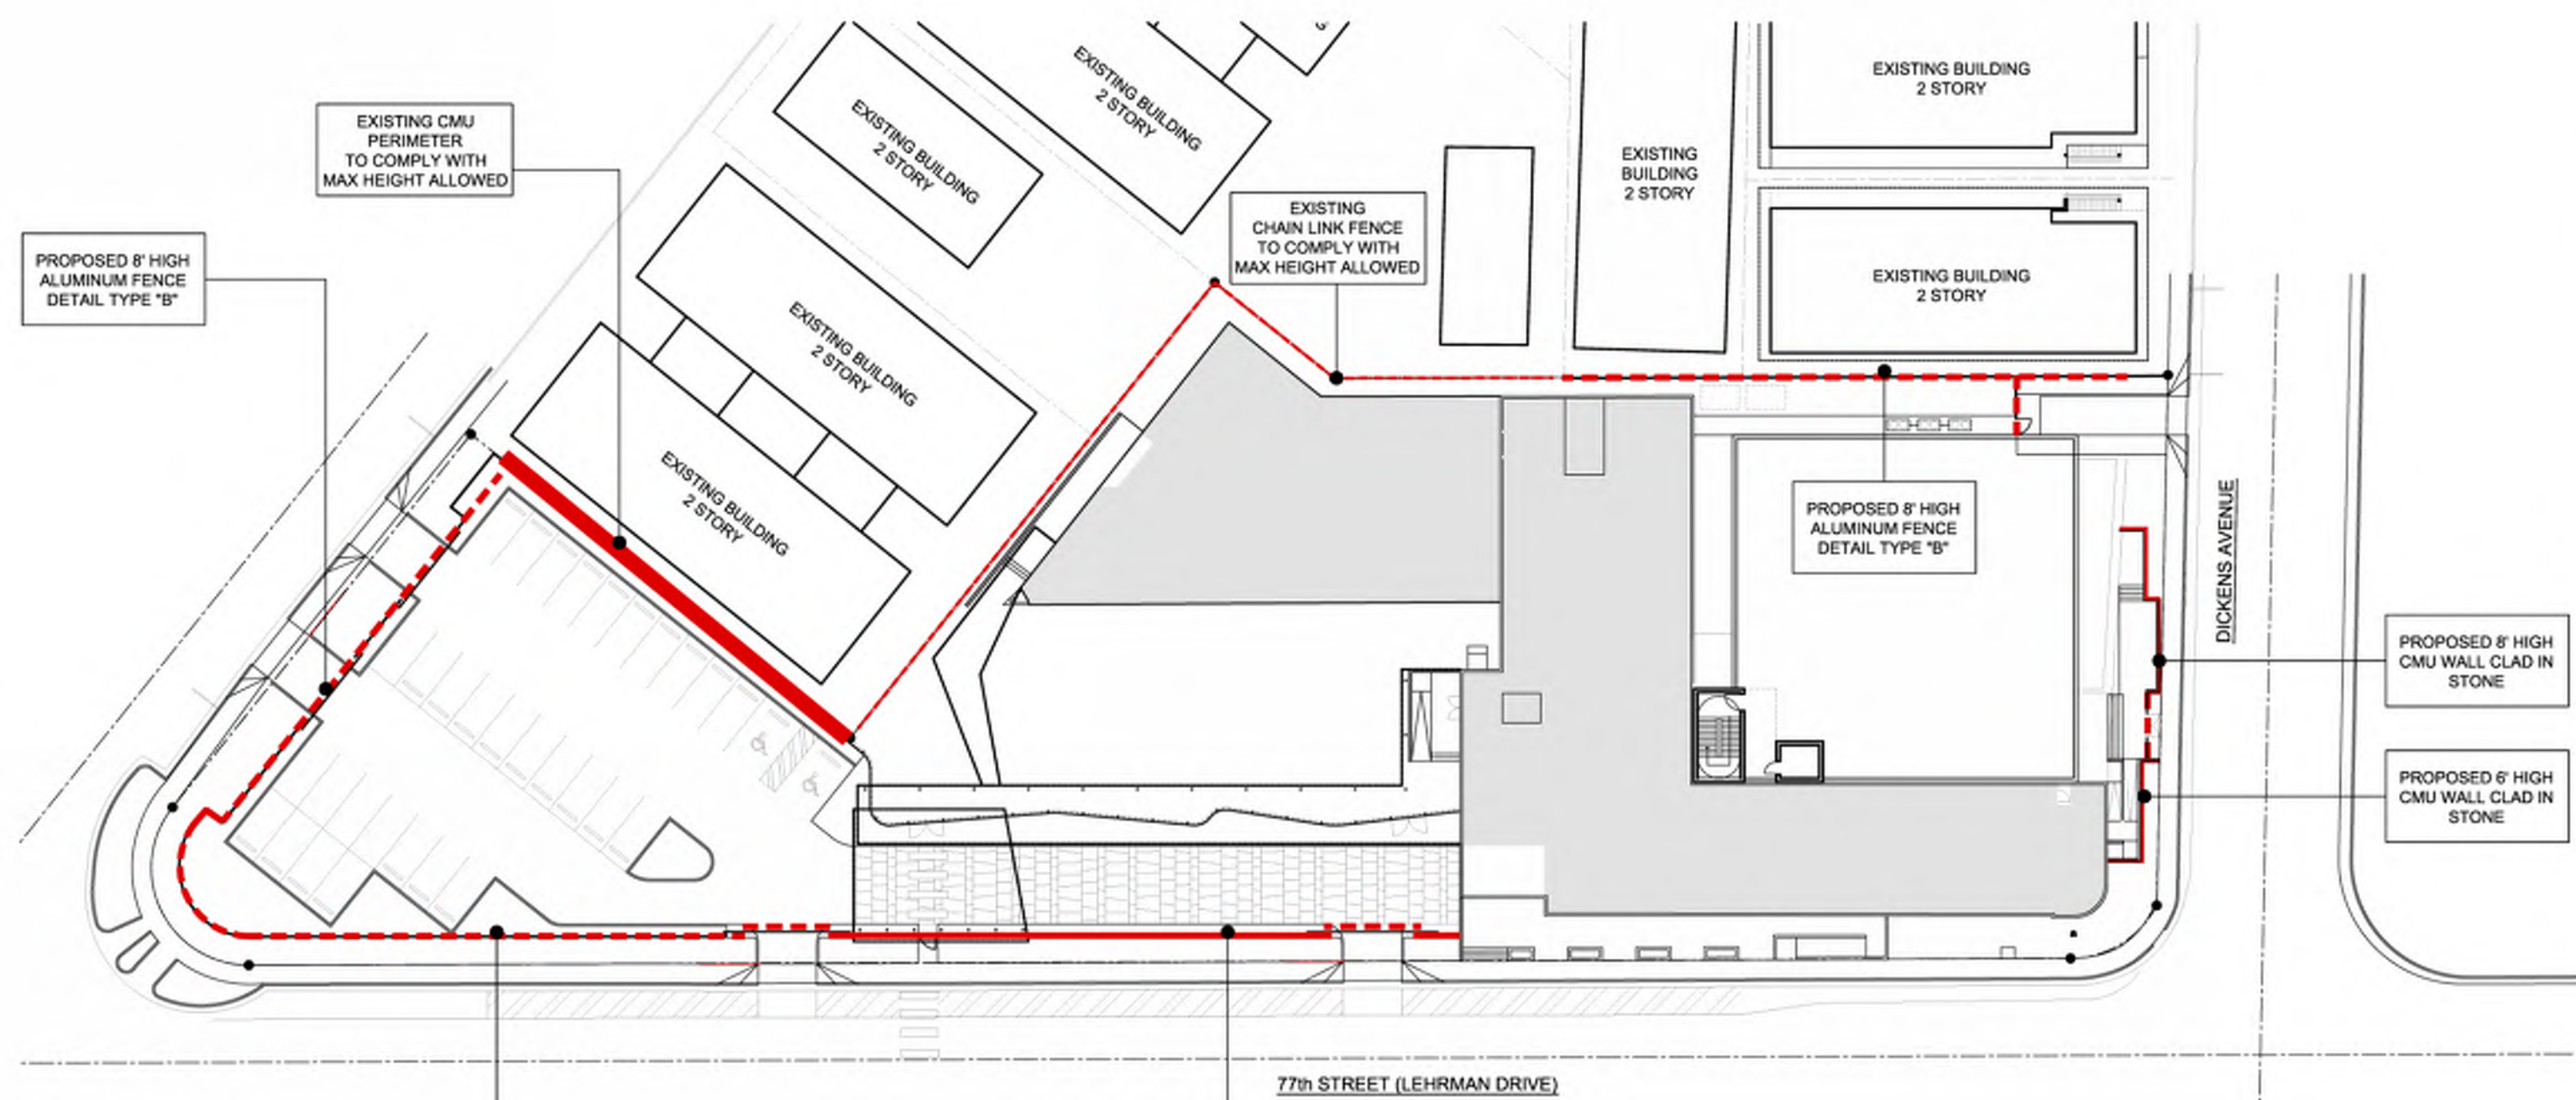 EXISTING BUILDING
2 STORY
EXISTING CMU
PERIMETER
TO COMPLY WITH
MAX HEIGHT ALLOWED
EXISTING BUILDING
2 STORY
EXISTING BUILDING
2 STORY
EXISTING
BUILDING
2 STORY
EXISTING
CHAIN LINK FENCE
TO COMPLY WITH
MAX HEIGHT ALLOWED
PROPOSED 8' HIGH
ALUMINUM FENCE
DETAIL TYPE "B"
EXISTING BUILDING
2 STORY
EXISTING BUILDING
2 STORY
EXISTING BUILDING
2 STORY
PROPOSED 8' HIGH
ALUMINUM FENCE
DETAIL TYPE "B"
DICKENS AVENUE
PROPOSED 8' HIGH
CMU WALL CLAD IN
STONE
PROPOSED 6' HIGH
CMU WALL CLAD IN
STONE
77th STREET (LEHRMAN DRIVE)